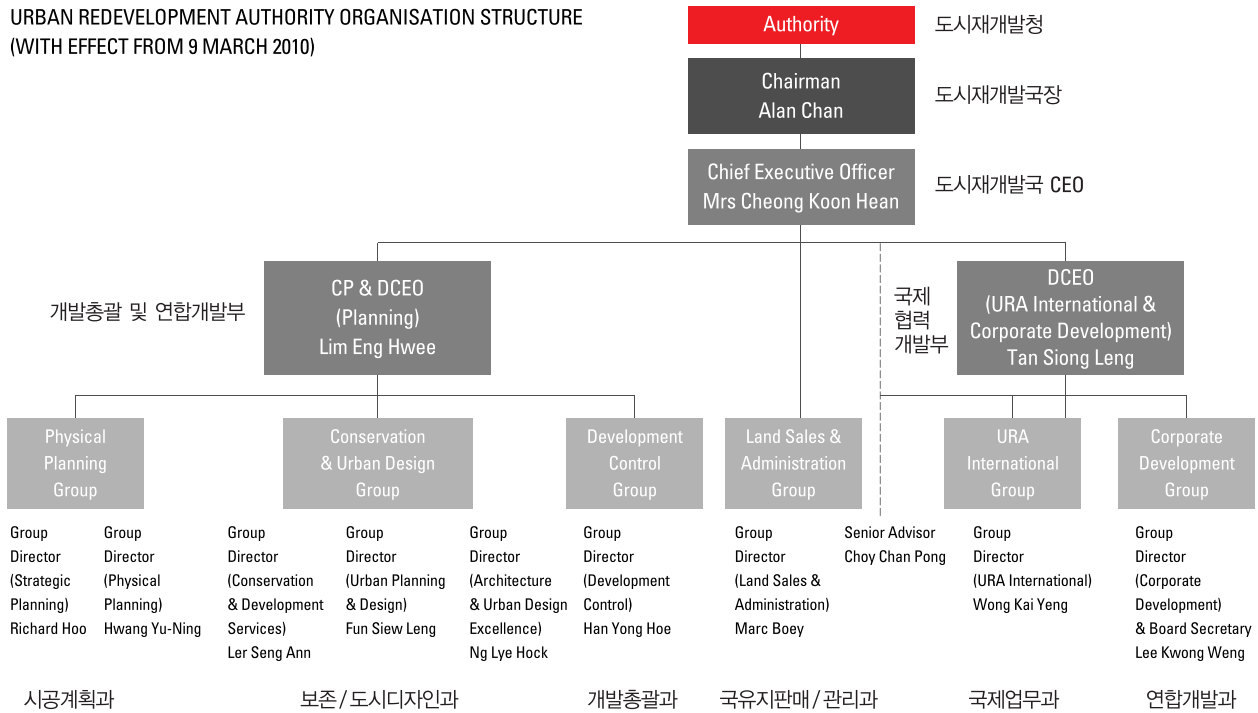 URBAN REDEVELOPMENT AUTHORITY ORGANISATION STRUCTURE
(WITH EFFECT FROM 9 MARCH 2010)
Authority
도시재개발청
Chairman
Alan Chan
도시재개발국장
Chief Executive Officer
Mrs Cheong Koon Hean
도시재개발국 CEO
개발총괄 및 연합개발부
CP & DCEO
(Planning)
Lim Eng Hwee
국제
협력
개발부
DCEO
(URA International &
Corporate Development)
Tan Siong Leng
Physical
Planning
Group
Conservation
& Urban Design
Group
Development
Control
Group
Land Sales &
Administration
Group
URA
International
Group
Corporate
Development
Group
Group
Director
(Strategic
Planning)
Richard Hoo
Group
Director
(Physical
Planning)
Hwang Yu-Ning
Group
Director
(Conservation
& Development
Services)
Ler Seng Ann
Group
Director
(Urban Planning
& Design)
Fun Siew Leng
Group
Director
(Architecture
& Urban Design
Excellence)
Ng Lye Hock
Group
Director
(Development
Control)
Han Yong Hoe
Group
Director
(Land Sales &
Administration)
Marc Boey
Senior Advisor
Choy Chan Pong
Group
Director
(URA International)
Wong Kai Yeng
Group
Director
(Corporate
Development)
& Board Secretary
Lee Kwong Weng
시공계획과
보존 / 도시디자인과
개발총괄과
국유지판매 / 관리과
국제업무과
연합개발과